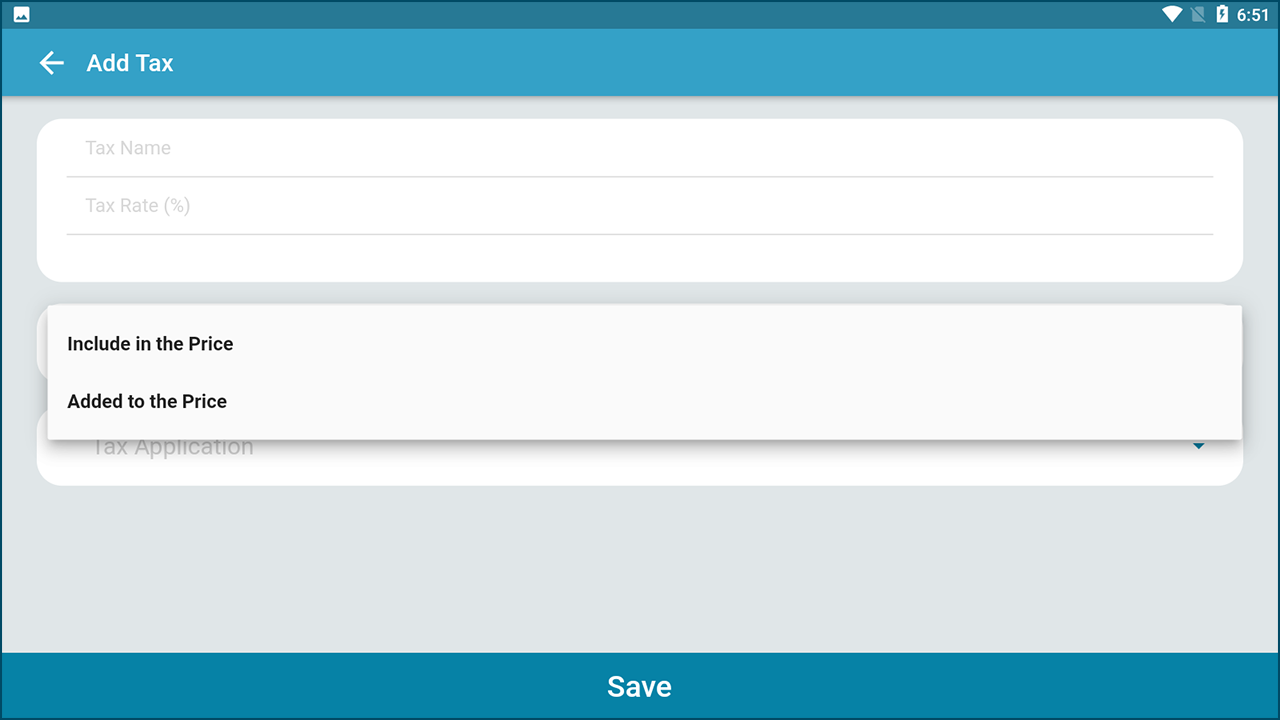 6:51
Add Tax
Tax Name
Tax Rate (%)
Include in the Price
Added to the Price
Tax Application
Save